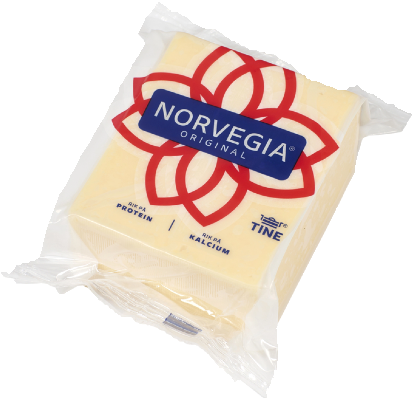 NORVEGIA®
ORIGINAL
RIK PÅ
PROTEIN
|
RIK PÅ
KALCIUM
TINE®